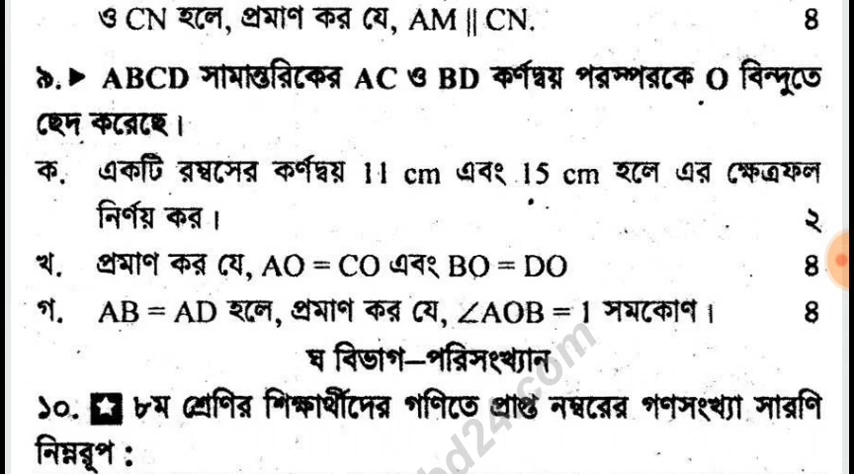 ও CN হলে, প্রমাণ কর যে, AM || CN. ৪
৯. ▶ ABCD সামান্তরিকের AC ও BD কর্ণদ্বয় পরস্পরকে O বিন্দুতে
ছেদ করেছে।
ক. একটি রম্বসের কর্ণদ্বয় 11 cm এবং 15 cm হলে এর ক্ষেত্রফল
নির্ণয় কর। ২
খ. প্রমাণ কর যে, AO = CO এবং BO = DO ৪
গ. AB = AD হলে, প্রমাণ কর যে, ∠AOB = 1 সমকোণ। ৪
ঘ বিভাগ—পরিসংখ্যান
১০. ★ ৮ম শ্রেণির শিক্ষার্থীদের গণিতে প্রাপ্ত নম্বরের গণসংখ্যা সারণি
নিম্নরূপ :
bd24.com